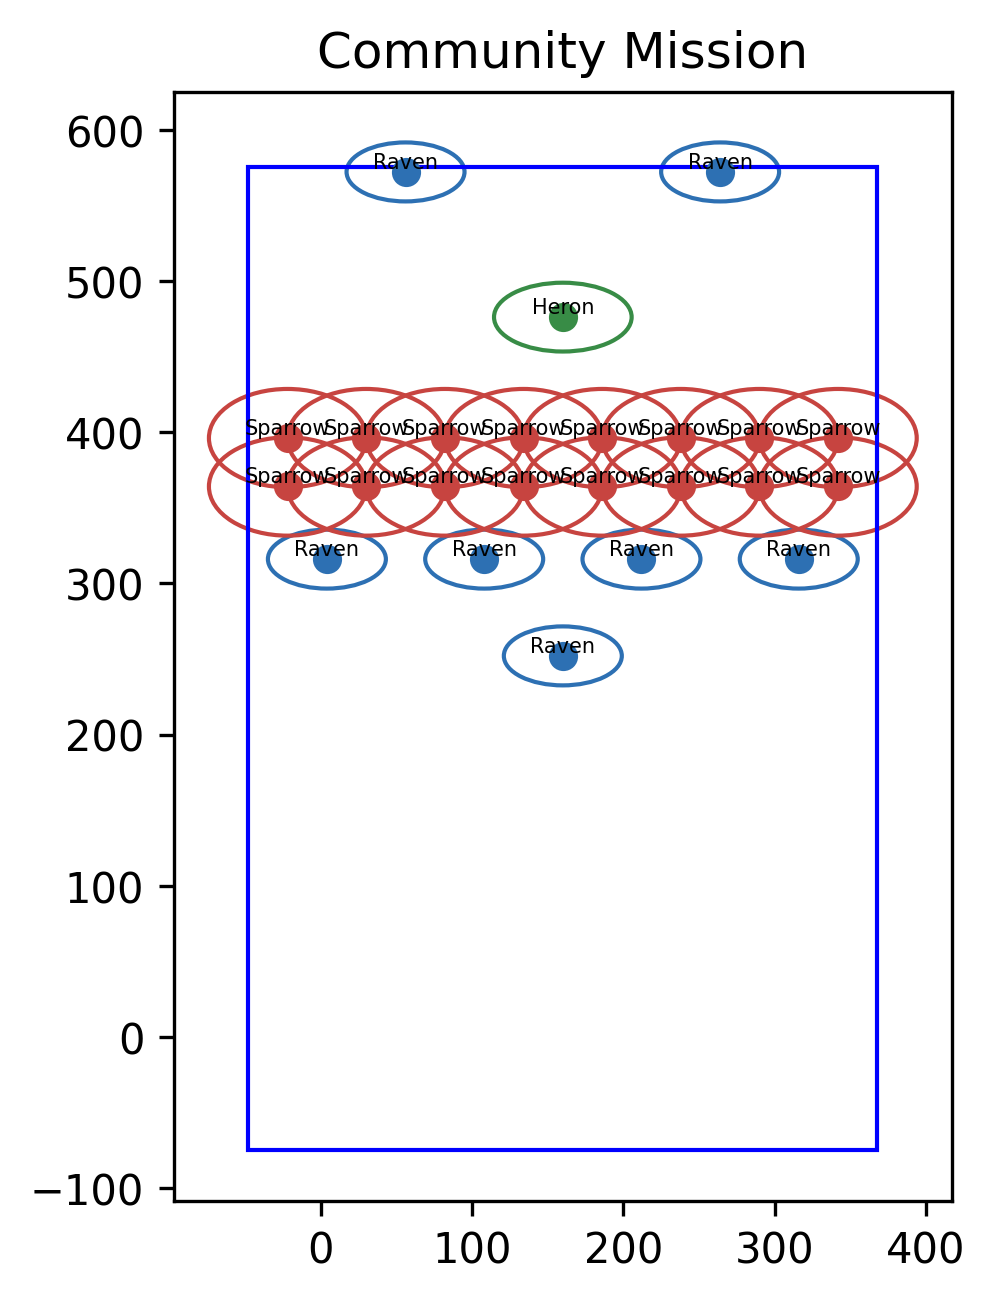 Community Mission
600
Raven Raven
500
Heron
400
Sparrow Sparrow Sparrow Sparrow Sparrow Sparrow Sparrow Sparrow
Sparrow Sparrow Sparrow Sparrow Sparrow Sparrow Sparrow Sparrow
Raven Raven Raven Raven
300
Raven
200
100
0
−100
0 100 200 300 400